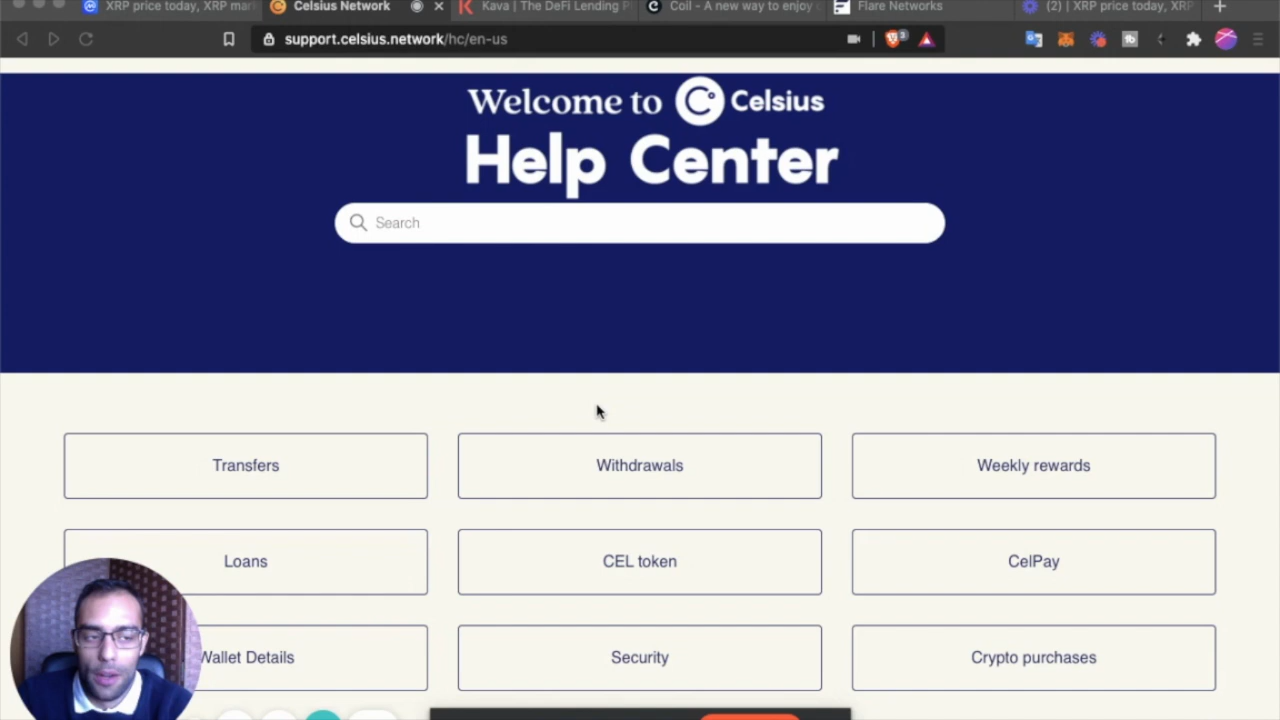 XRP price today, XRP mar
Celsius Network
Kava | The DeFi Lending P
Coil - A new way to enjoy
Flare Networks
(2) | XRP price today, XRP
support.celsius.network/hc/en-us
3
Welcome to Celsius
Help Center
Search
Transfers
Withdrawals
Weekly rewards
Loans
CEL token
CelPay
Wallet Details
Security
Crypto purchases